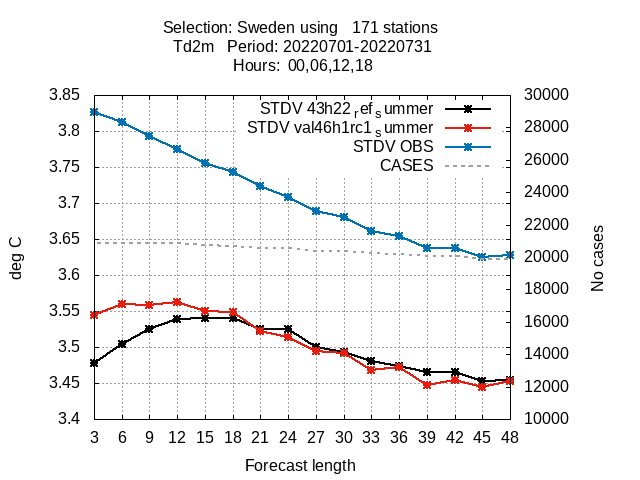 Selection: Sweden using   171 stations
Td2m   Period: 20220701-20220731
Hours:  00,06,12,18
STDV 43h22refsummer
STDV val46h1rc1summer
STDV OBS
CASES
3.85
3.8
3.75
3.7
3.65
3.6
3.55
3.5
3.45
3.4
deg C
30000
28000
26000
24000
22000
20000
18000
16000
14000
12000
10000
No cases
3 6 9 12 15 18 21 24 27 30 33 36 39 42 45 48
Forecast length